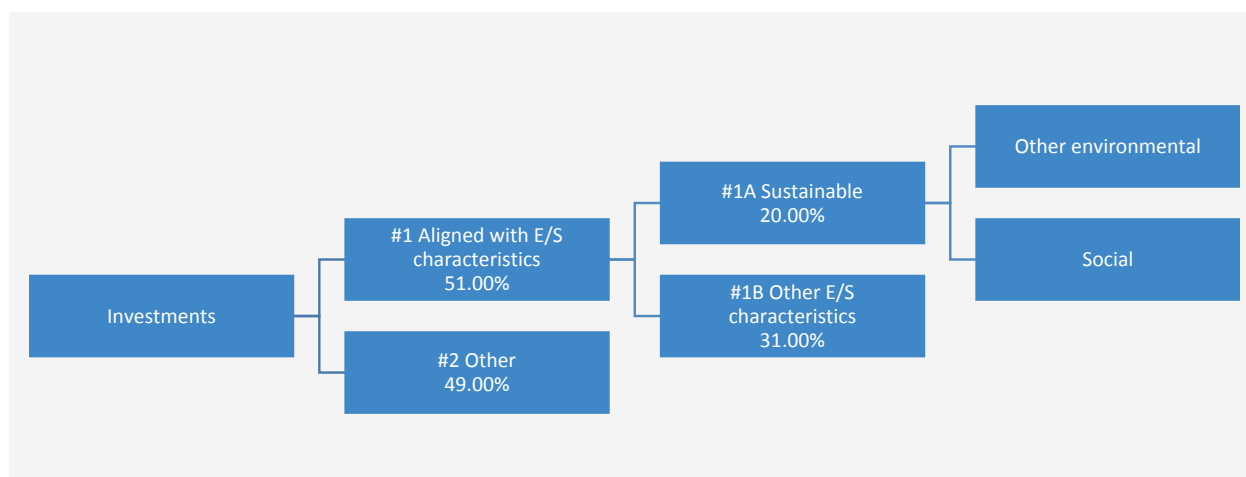 Investments
#1 Aligned with E/S
characteristics
51.00%
#2 Other
49.00%
#1A Sustainable
20.00%
#1B Other E/S
characteristics
31.00%
Other environmental
Social